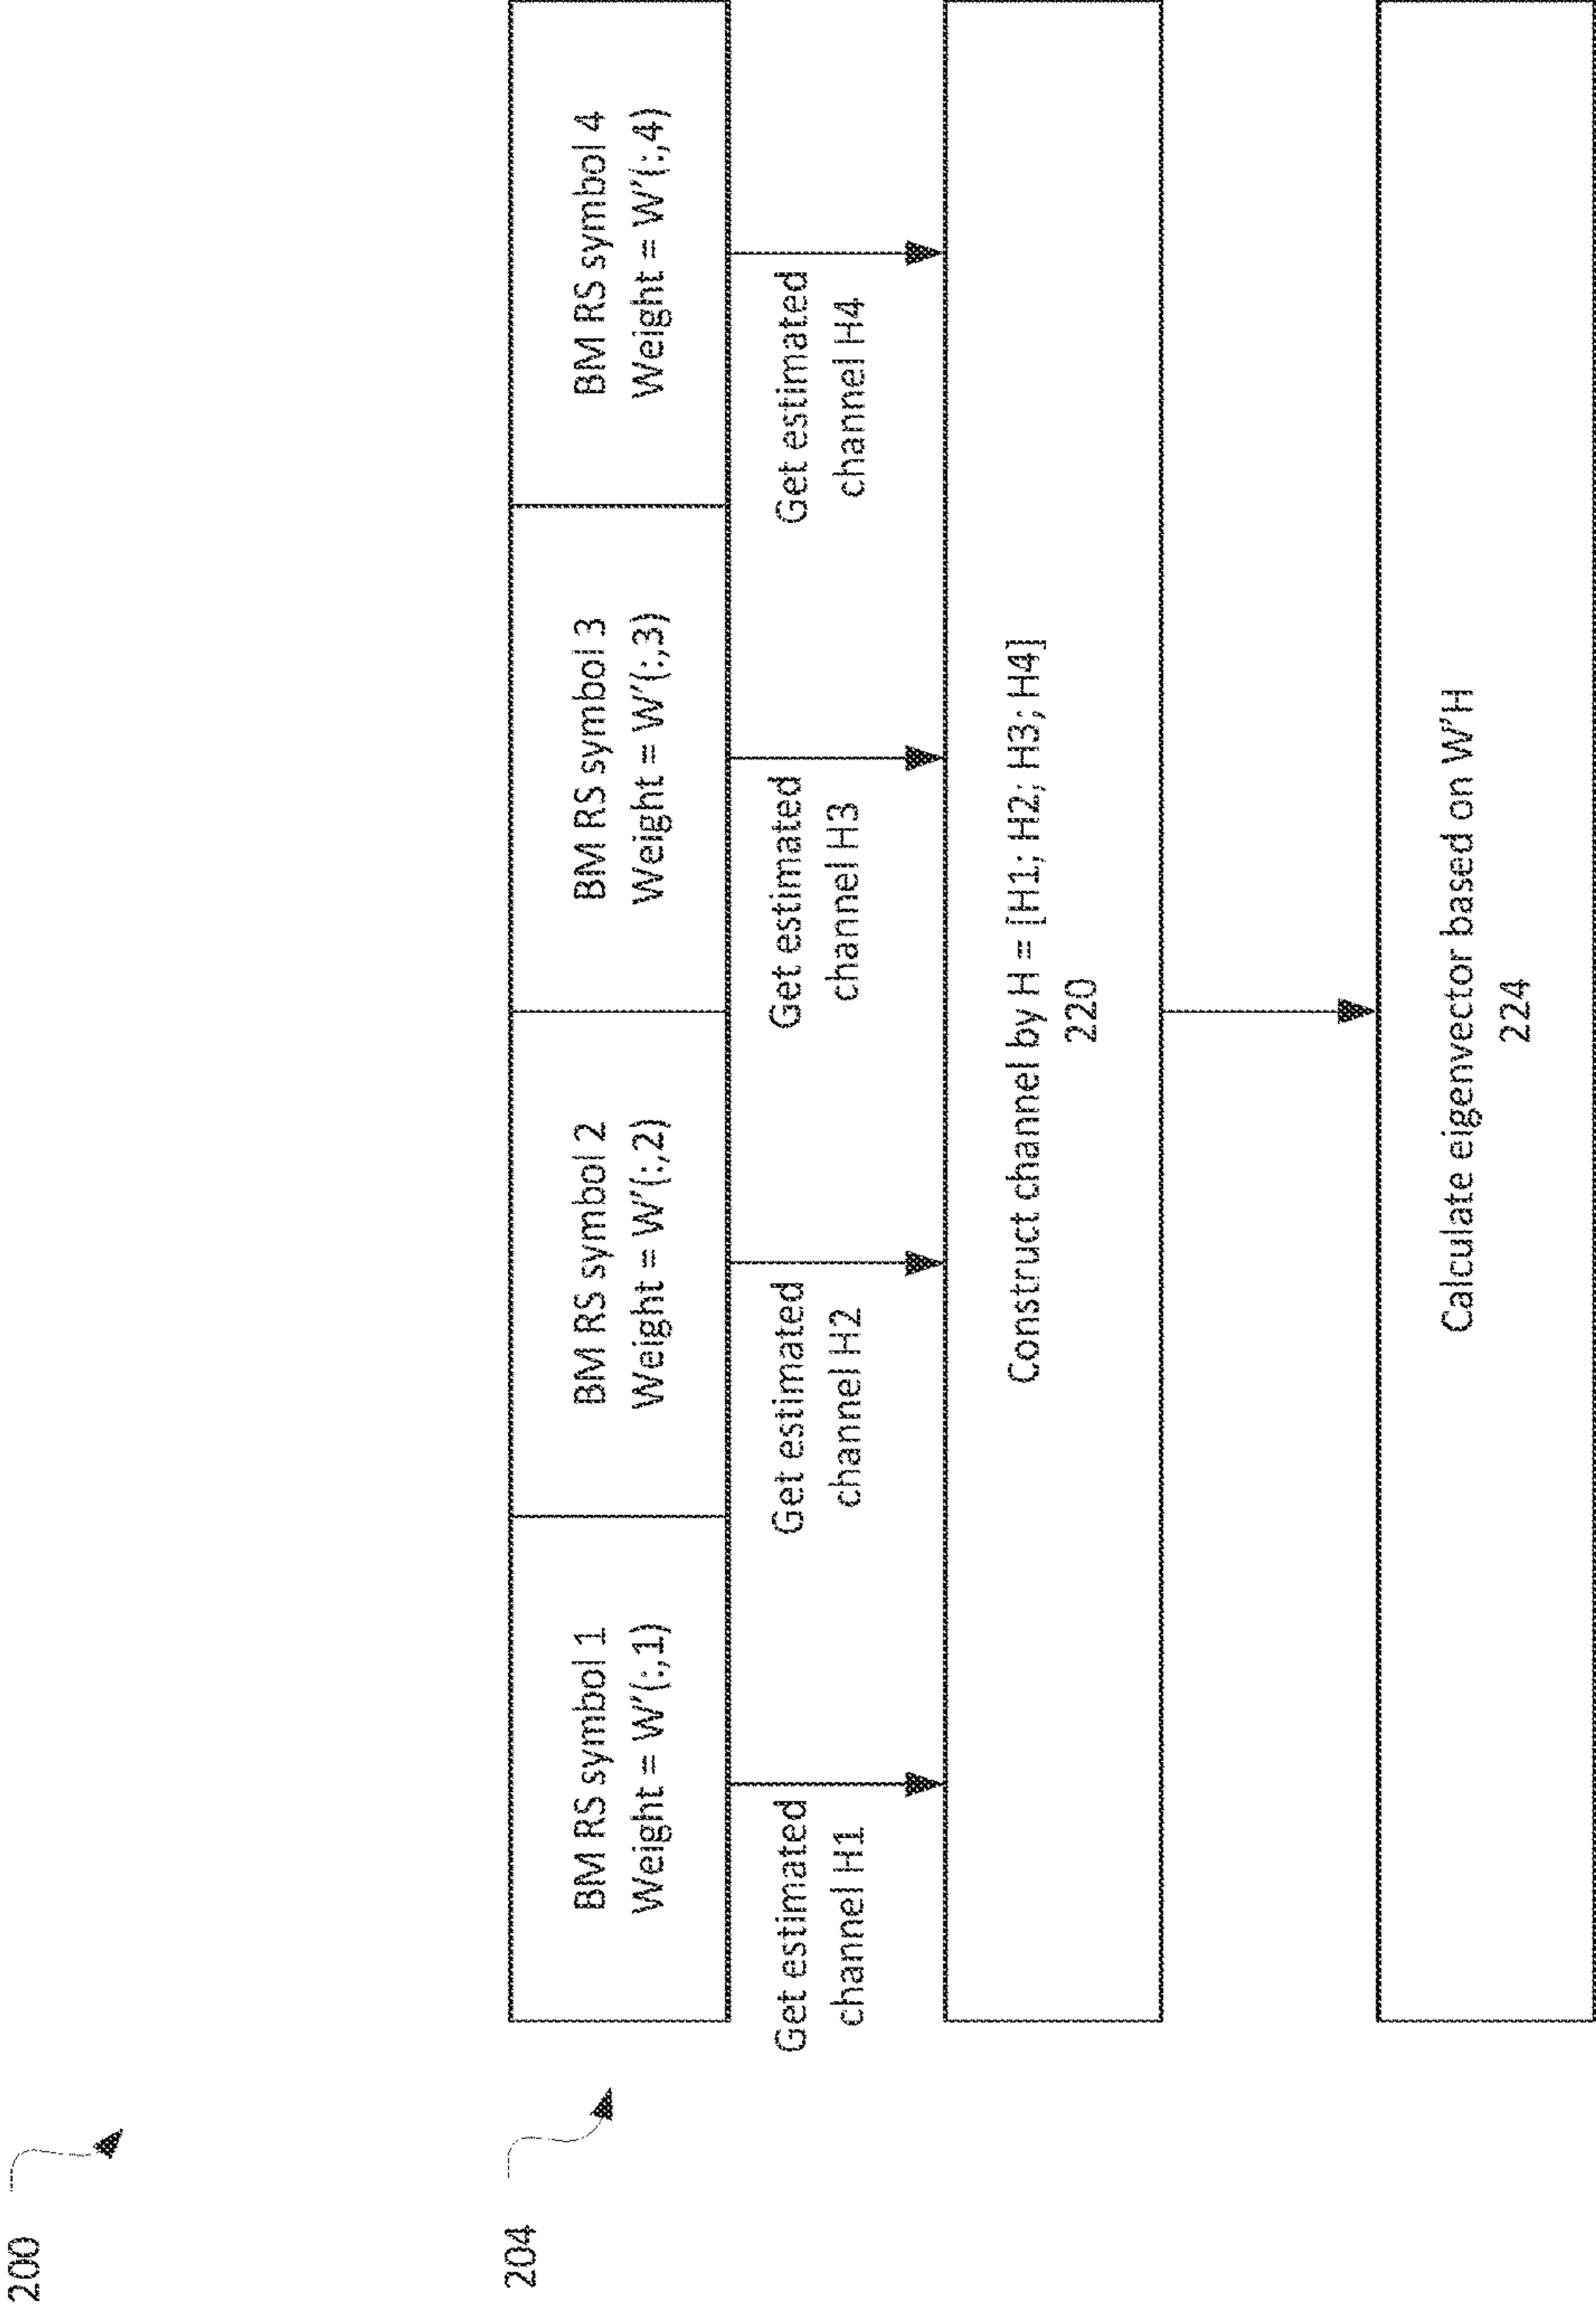 200
204
BM RS symbol 1
Weight = W'(:,1)
BM RS symbol 2
Weight = W'(:,2)
BM RS symbol 3
Weight = W'(:,3)
BM RS symbol 4
Weight = W'(:,4)
Get estimated
channel H1
Get estimated
channel H2
Get estimated
channel H3
Get estimated
channel H4
Construct channel by H = [H1; H2; H3; H4]
220
Calculate eigenvector based on W'H
224